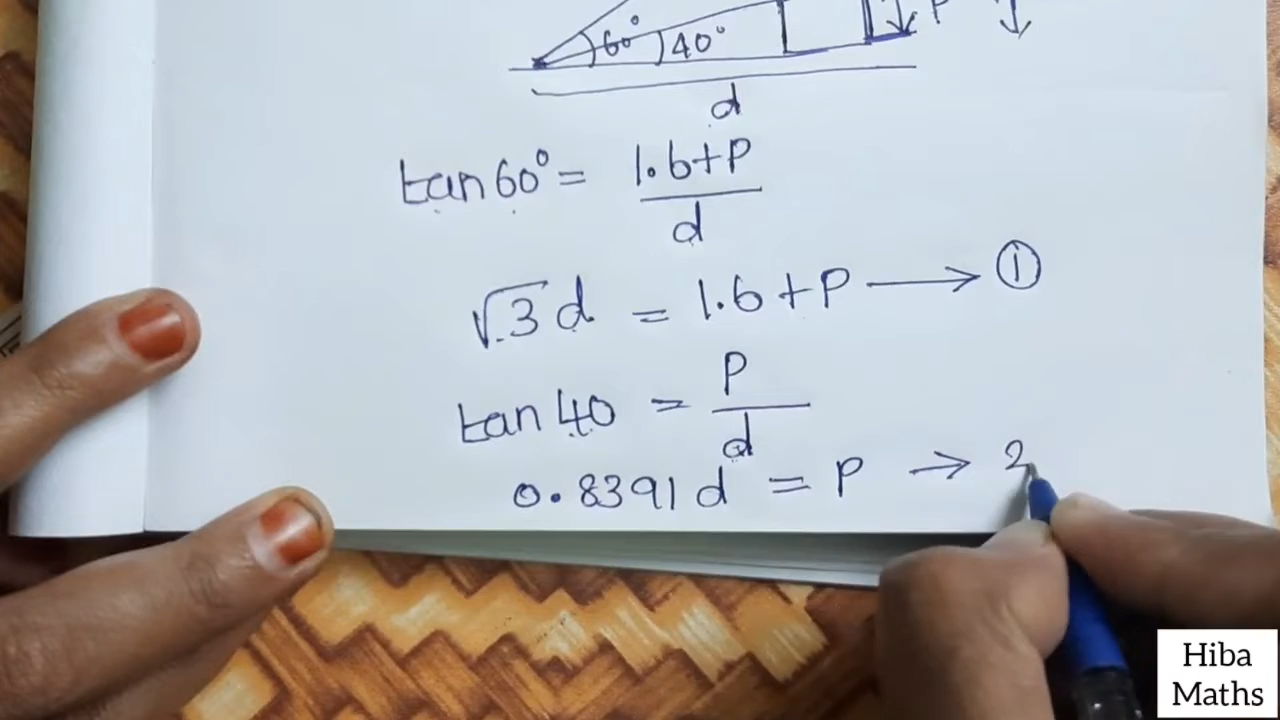 60° 40° P
d
tan 60° = 1.6+P / d
√3 d = 1.6+P → ①
tan 40 = P / d
0.8391 d = P → 2
Hiba
Maths